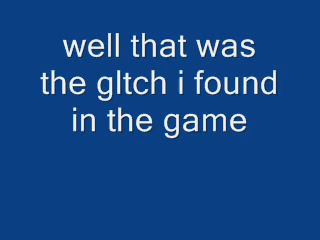 well that was
the gltch i found
in the game